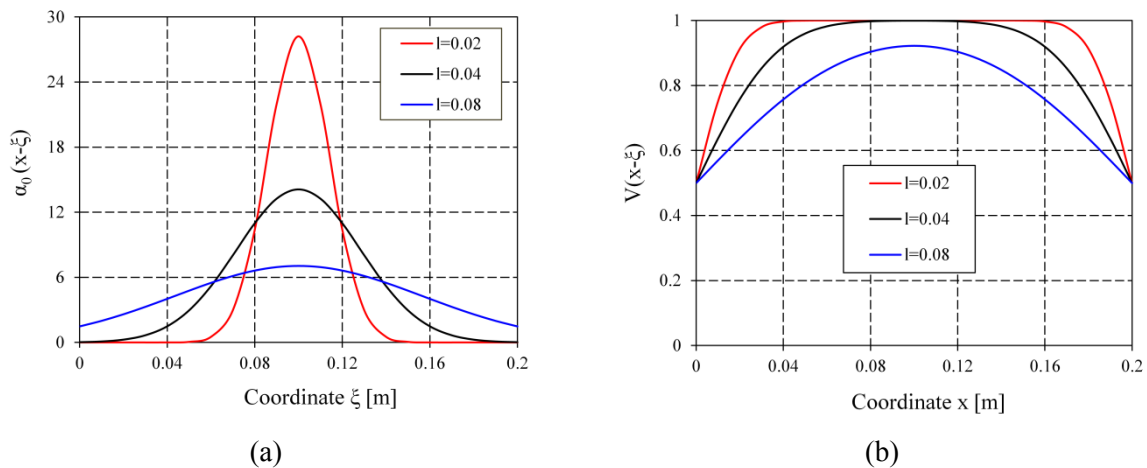 30
24
18
12
6
0
α₀ (x-ξ)
l=0.02
l=0.04
l=0.08
0 0.04 0.08 0.12 0.16 0.2
Coordinate ξ [m]
(a)
1
0.8
0.6
0.4
0.2
0
V(x-ξ)
l=0.02
l=0.04
l=0.08
0 0.04 0.08 0.12 0.16 0.2
Coordinate x [m]
(b)